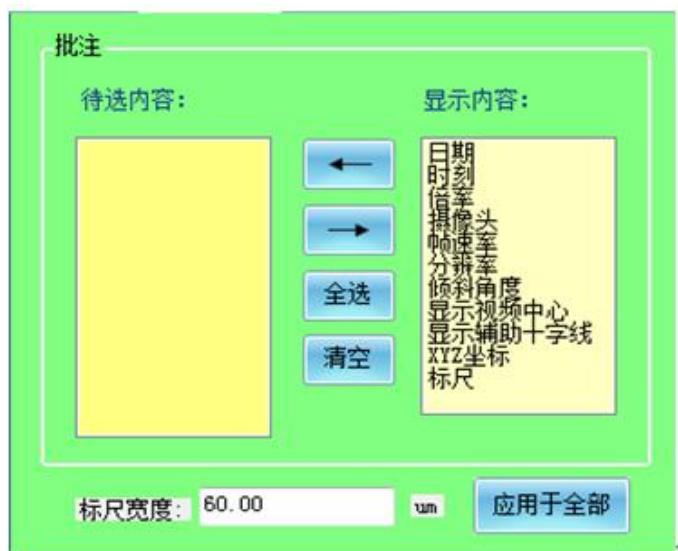 批注
待选内容:
显示内容:
←
→
全选
清空
日期
时刻
倍率
摄像头
帧速率
分辨率
倾斜角度
显示视频中心
显示辅助十字线
XYZ坐标
标尺
标尺宽度: 60.00 um
应用于全部